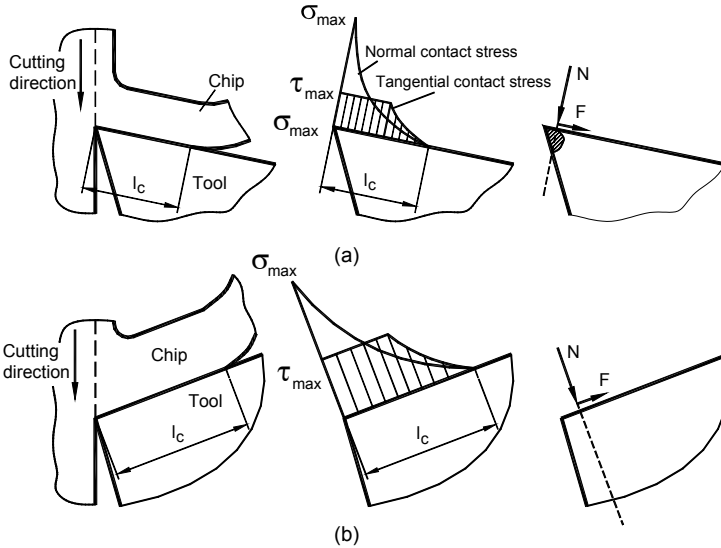 σmax
Cutting
direction
Chip
lc
Tool
Normal contact stress
τmax
Tangential contact stress
σmax
lc
N
F
(a)
σmax
Cutting
direction
Chip
Tool
lc
τmax
lc
N
F
(b)